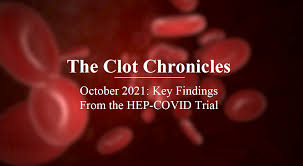 The Clot Chronicles
October 2021: Key Findings
From the HEP-COVID Trial